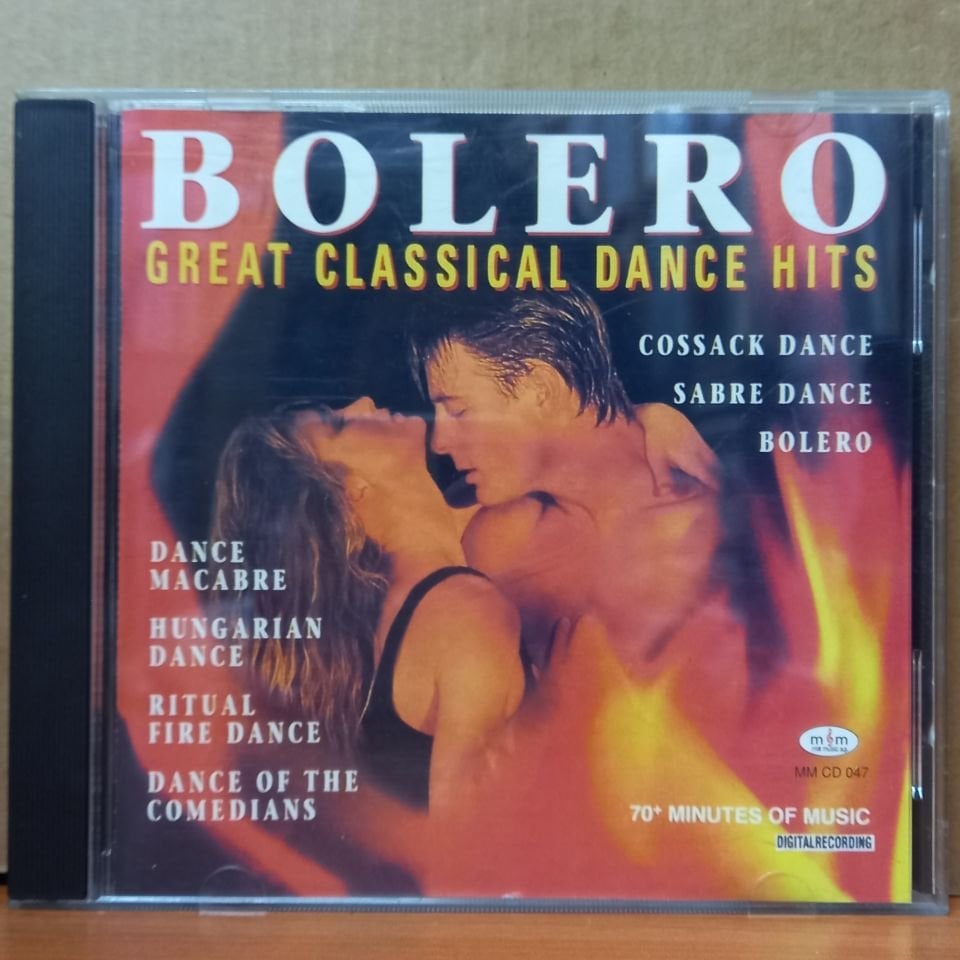 BOLERO
GREAT CLASSICAL DANCE HITS
COSSACK DANCE
SABRE DANCE
BOLERO
DANCE
MACABRE
HUNGARIAN
DANCE
RITUAL
FIRE DANCE
DANCE OF THE
COMEDIANS
MM CD 047
70+ MINUTES OF MUSIC
DIGITALRECORDING